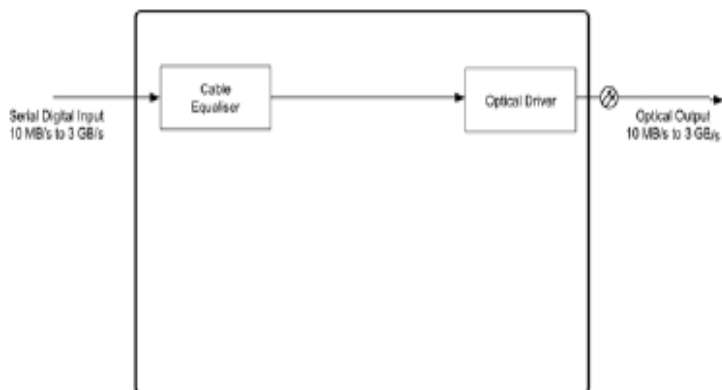 Cable
Equaliser
Optical Driver
Serial Digital Input
10 MB/s to 3 GB/s
Optical Output
10 MB/s to 3 GB/s